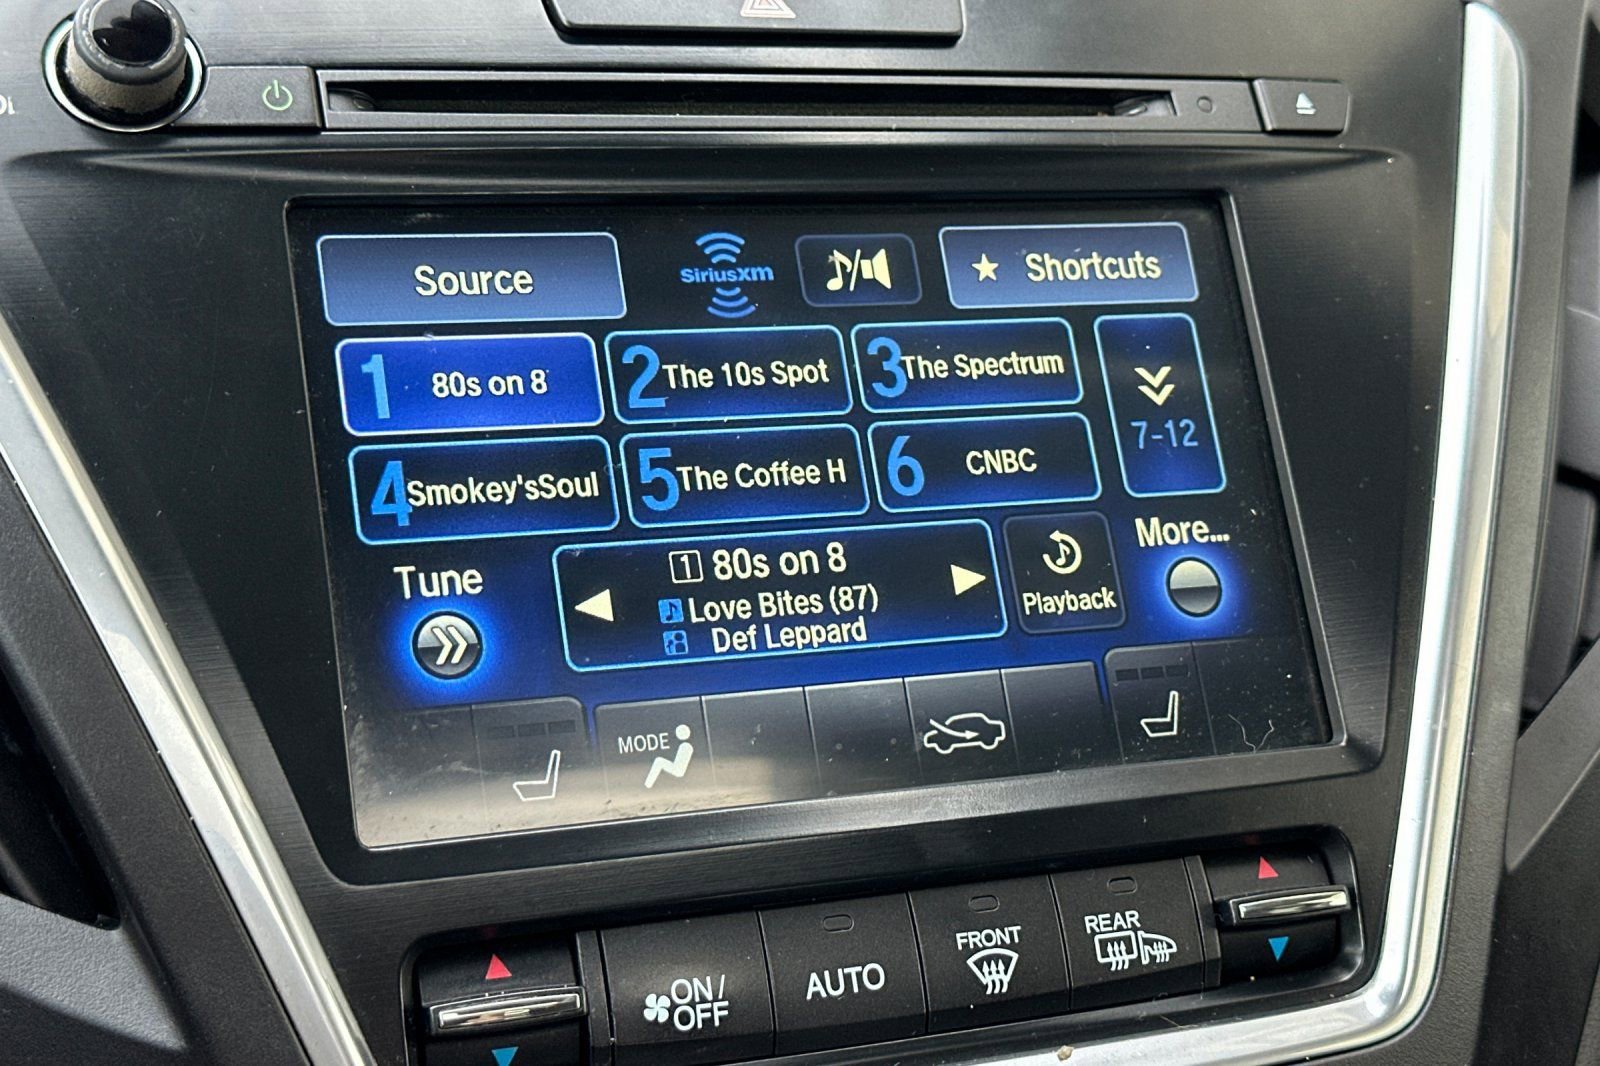 Source
SiriusXM
Shortcuts
1 80s on 8
2 The 10s Spot
3 The Spectrum
7-12
4 Smokey'sSoul
5 The Coffee H
6 CNBC
Tune
1 80s on 8
Love Bites (87)
Def Leppard
Playback
More...
MODE
ON/
OFF
AUTO
FRONT
REAR